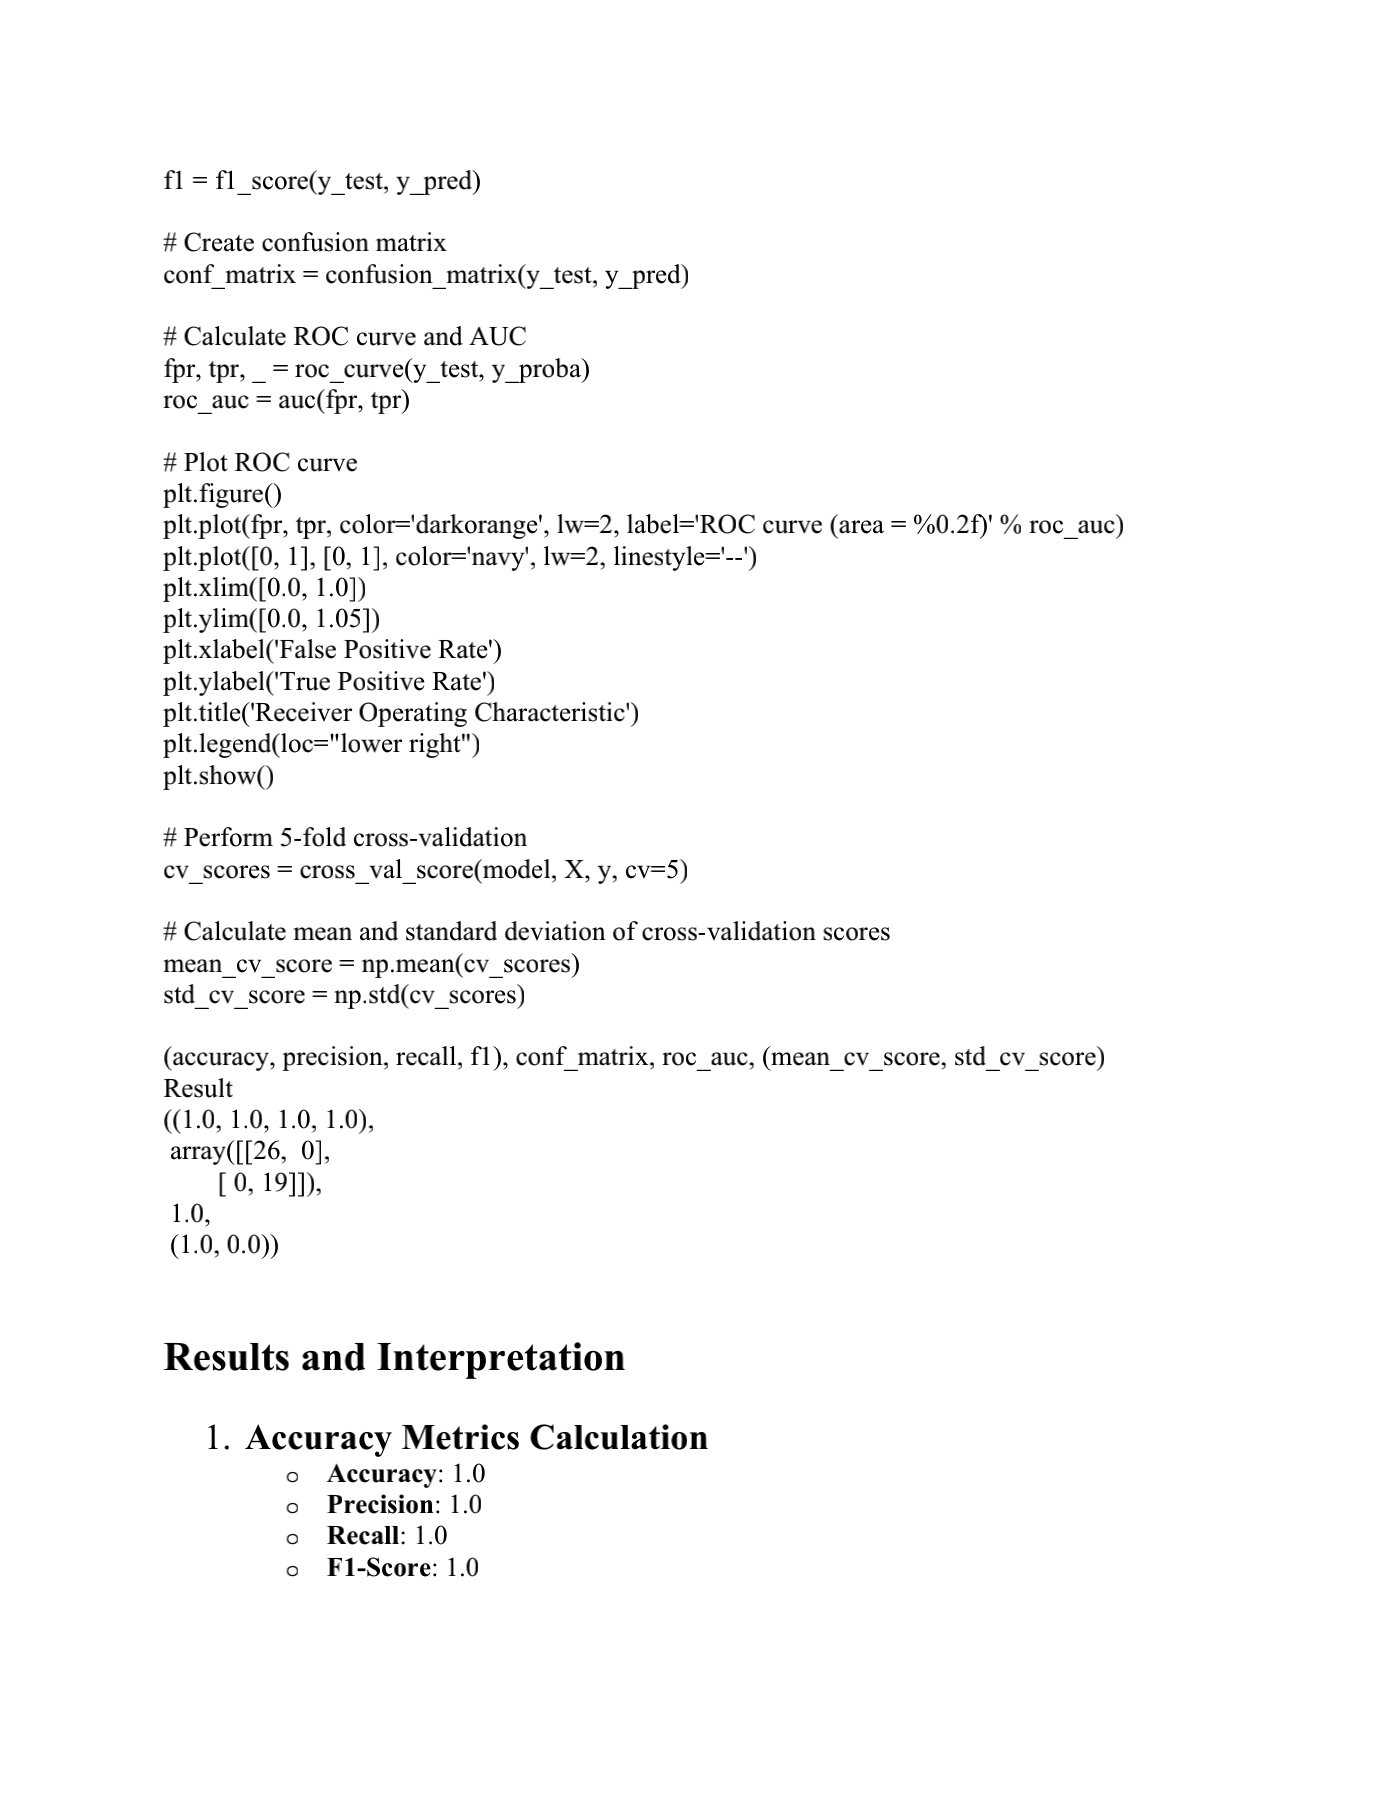 f1 = f1_score(y_test, y_pred)
# Create confusion matrix
conf_matrix = confusion_matrix(y_test, y_pred)
# Calculate ROC curve and AUC
fpr, tpr, _ = roc_curve(y_test, y_proba)
roc_auc = auc(fpr, tpr)
# Plot ROC curve
plt.figure()
plt.plot(fpr, tpr, color='darkorange', lw=2, label='ROC curve (area = %0.2f)' % roc_auc)
plt.plot([0, 1], [0, 1], color='navy', lw=2, linestyle='--')
plt.xlim([0.0, 1.0])
plt.ylim([0.0, 1.05])
plt.xlabel('False Positive Rate')
plt.ylabel('True Positive Rate')
plt.title('Receiver Operating Characteristic')
plt.legend(loc="lower right")
plt.show()
# Perform 5-fold cross-validation
cv_scores = cross_val_score(model, X, y, cv=5)
# Calculate mean and standard deviation of cross-validation scores
mean_cv_score = np.mean(cv_scores)
std_cv_score = np.std(cv_scores)
(accuracy, precision, recall, f1), conf_matrix, roc_auc, (mean_cv_score, std_cv_score)
Result
((1.0, 1.0, 1.0, 1.0),
array([[26, 0],
[ 0, 19]]),
1.0,
(1.0, 0.0))
Results and Interpretation
1. Accuracy Metrics Calculation
o Accuracy: 1.0
o Precision: 1.0
o Recall: 1.0
o F1-Score: 1.0